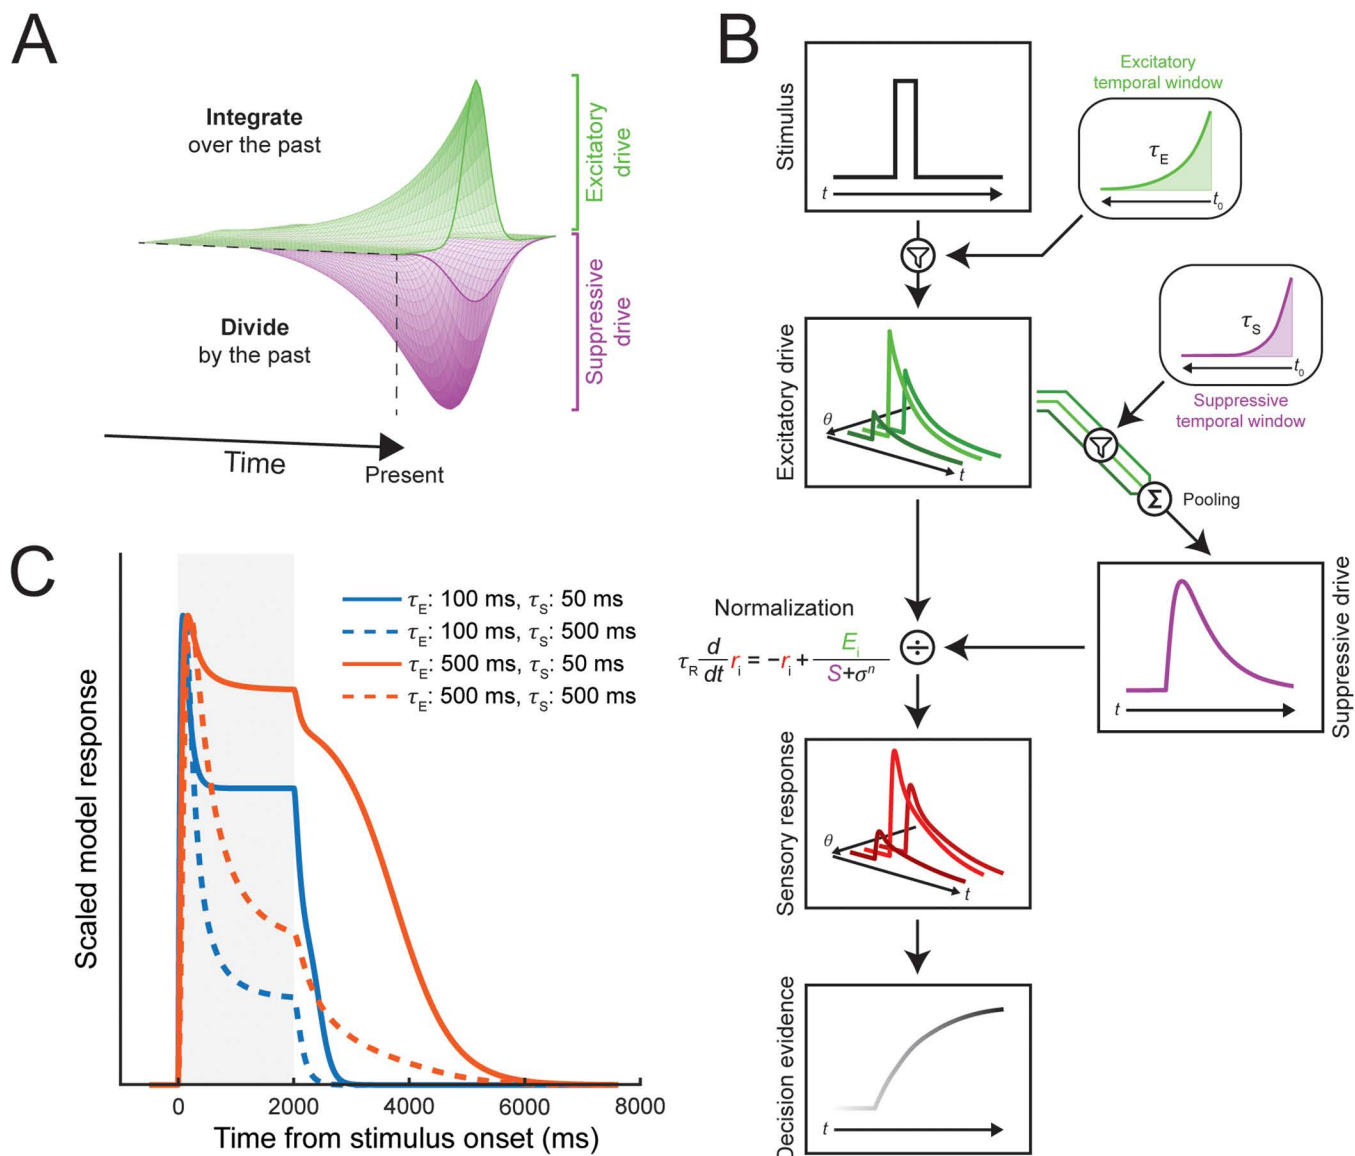 A
Integrate
over the past
Excitatory
drive
Divide
by the past
Suppressive
drive
Time
Present
B
Stimulus
t
Excitatory
temporal window
τE
t0
Excitatory drive
θ
t
τS
t0
Suppressive
temporal window
Σ
Pooling
Normalization
τR d/dt ri = −ri + Ei/S+σⁿ
÷
Suppressive drive
t
Sensory response
θ
t
Decision evidence
t
C
Scaled model response
τE: 100 ms, τS: 50 ms
τE: 100 ms, τS: 500 ms
τE: 500 ms, τS: 50 ms
τE: 500 ms, τS: 500 ms
0 2000 4000 6000 8000
Time from stimulus onset (ms)